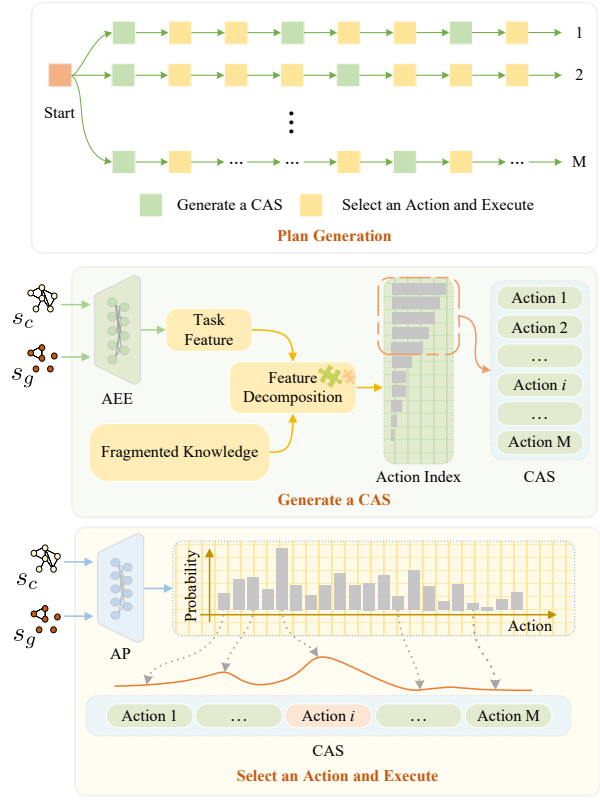 1
2
Start
⋮
... ... ... M
Generate a CAS Select an Action and Execute
Plan Generation
s_c
s_g
AEE
Task
Feature
Feature
Decomposition
Fragmented Knowledge
Action Index
Action 1
Action 2
...
Action i
...
Action M
CAS
Generate a CAS
s_c
s_g
AP
Probability
Action
Action 1 ... Action i ... Action M
CAS
Select an Action and Execute